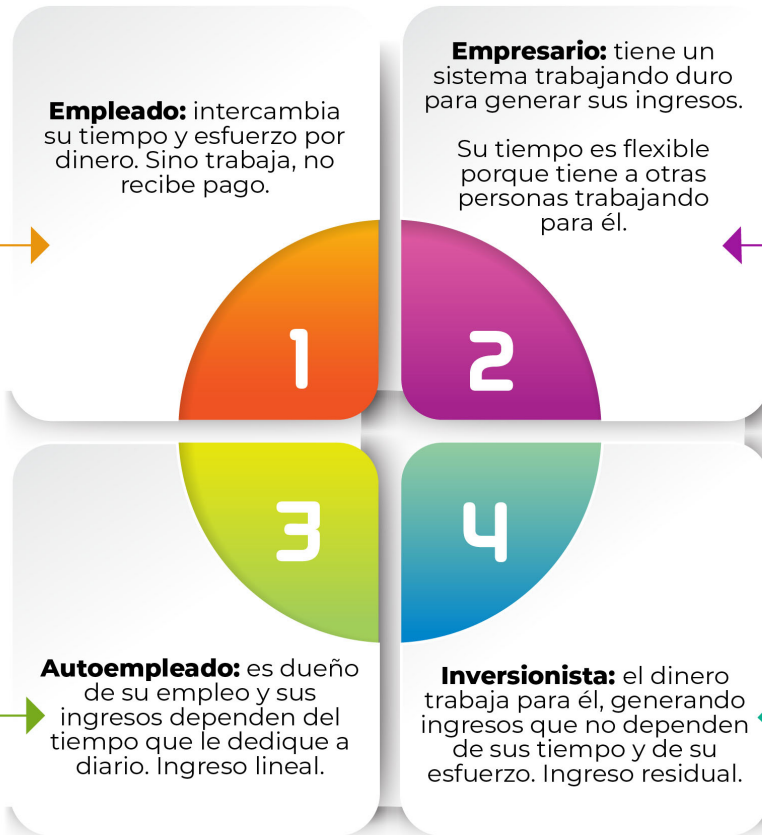 Empleado: intercambia
su tiempo y esfuerzo por
dinero. Sino trabaja, no
recibe pago.
1
Empresario: tiene un
sistema trabajando duro
para generar sus ingresos.
Su tiempo es flexible
porque tiene a otras
personas trabajando
para él.
2
3
Autoempleado: es dueño
de su empleo y sus
ingresos dependen del
tiempo que le dedique a
diario. Ingreso lineal.
4
Inversionista: el dinero
trabaja para él, generando
ingresos que no dependen
de sus tiempo y de su
esfuerzo. Ingreso residual.